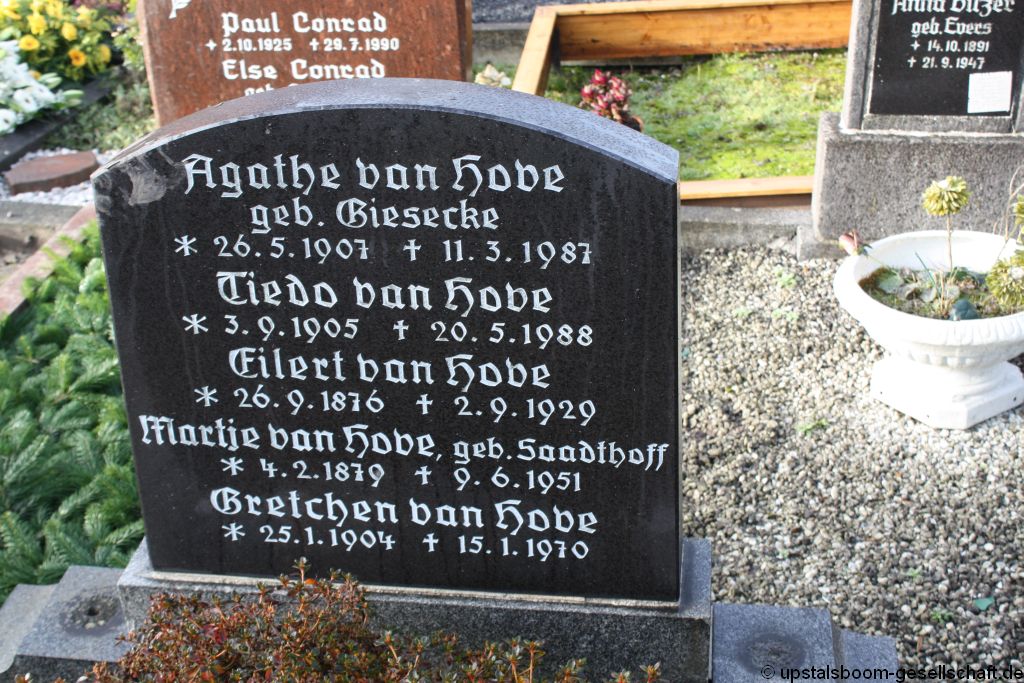 Paul Conrad
+ 2.10.1925 + 29.7.1990
Else Conrad
Anna Buzer
geb. Evers
+ 14.10.1891
+ 21.9.1947
Agathe van Hove
geb. Giesecke
* 26.5.1907 † 11.3.1987
Tiedo van Hove
* 3.9.1905 † 20.5.1988
Eilert van Hove
* 26.9.1876 † 2.9.1929
Martje van Hove, geb. Saadthoff
* 4.2.1879 † 9.6.1951
Gretchen van Hove
* 25.1.1904 † 15.1.1970
© upstalsboom-gesellschaft.de